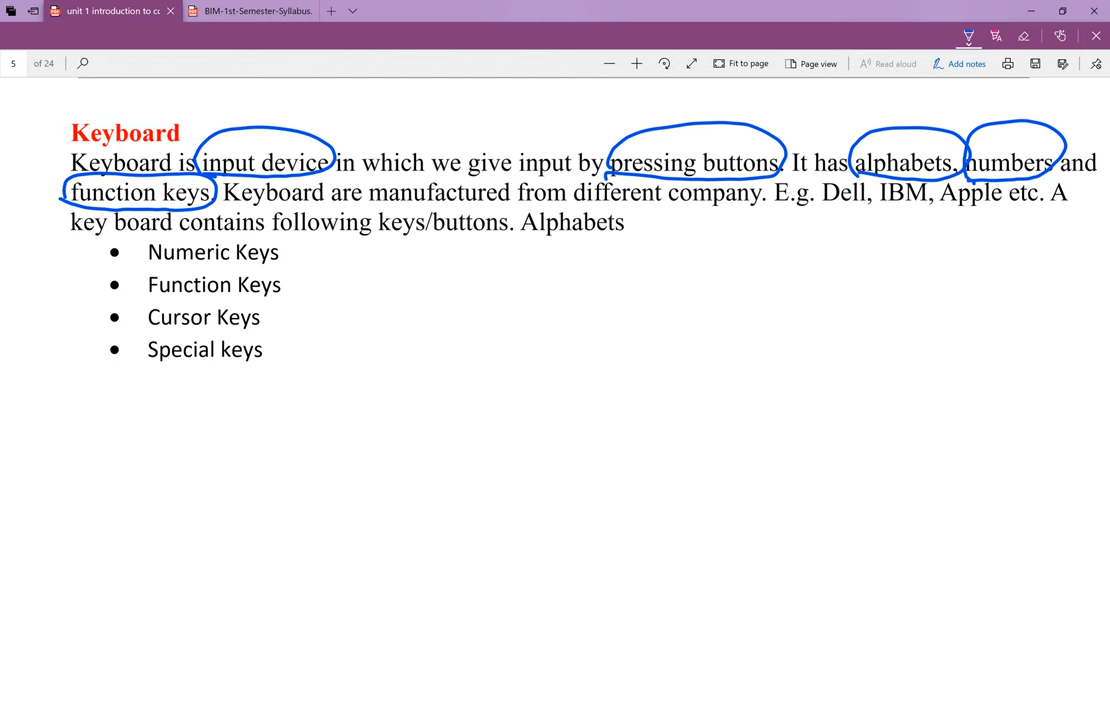 unit 1 introduction to cc
BIM-1st-Semester-Syllabus.
5 of 24
Fit to page
Page view
Read aloud
Add notes
Keyboard
Keyboard is input device in which we give input by pressing buttons. It has alphabets, numbers and
function keys. Keyboard are manufactured from different company. E.g. Dell, IBM, Apple etc. A
key board contains following keys/buttons. Alphabets
• Numeric Keys
• Function Keys
• Cursor Keys
• Special keys